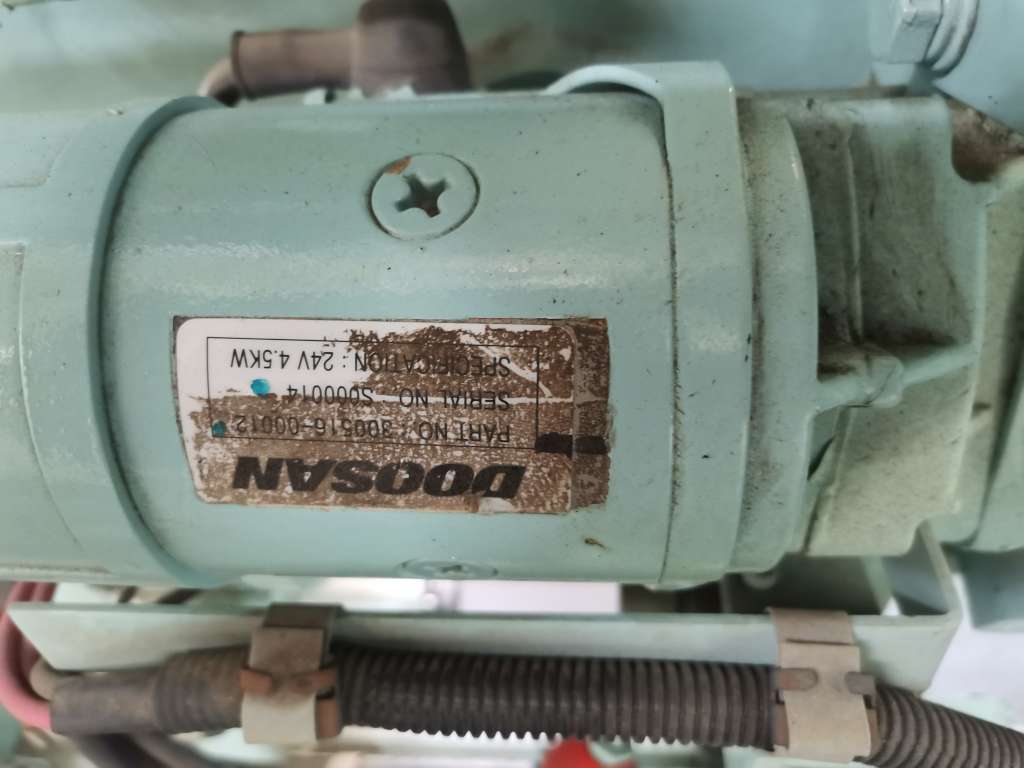 DOOSAN
PART NO : 300516-00012
SERIAL NO S000014
SPECIFICATION : 24V 4.5KW